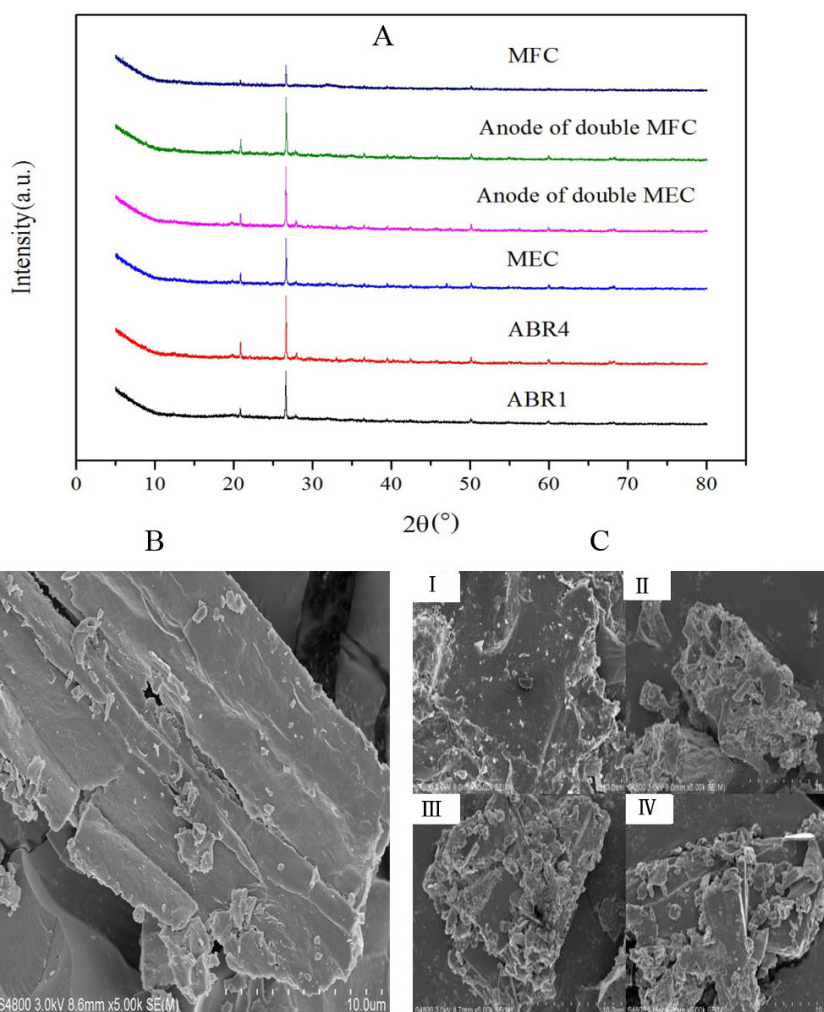 A
MFC
Anode of double MFC
Anode of double MEC
MEC
ABR4
ABR1
Intensity(a.u.)
0 10 20 30 40 50 60 70 80
2θ(°)
B
C
I
II
III
IV
S4800 3.0kV 8.6mm x5.00k SE(M)
10.0um